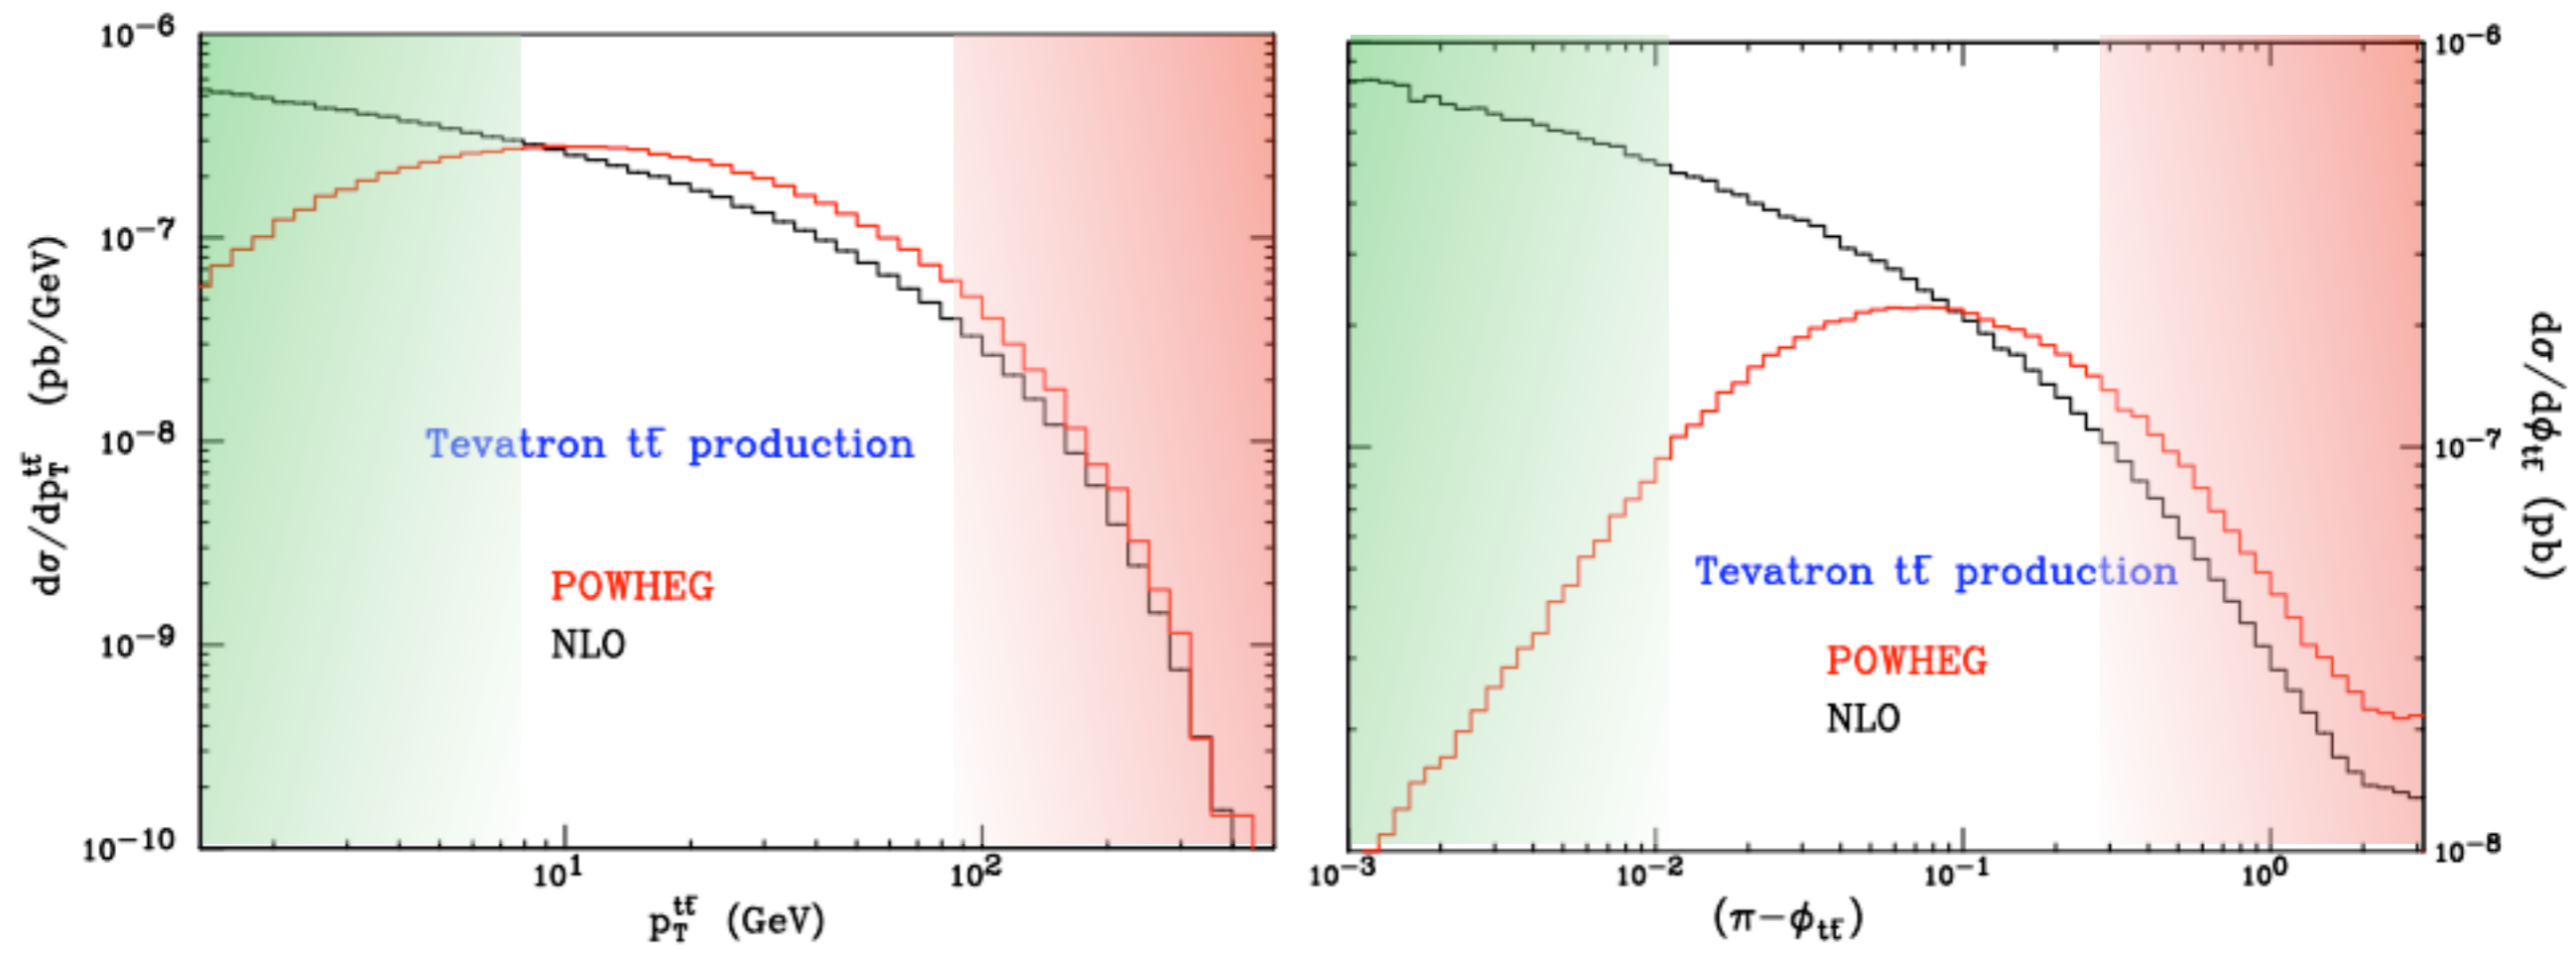 10⁻⁶
10⁻⁷
10⁻⁸
10⁻⁹
10⁻¹⁰
dσ/dp_T^{tt̄} (pb/GeV)
Tevatron tt̄ production
POWHEG
NLO
10¹
10²
p_T^{tt̄} (GeV)
10⁻⁶
10⁻⁷
10⁻⁸
dσ/dϕ_{tt̄} (pb)
Tevatron tt̄ production
POWHEG
NLO
10⁻³
10⁻²
10⁻¹
10⁰
(π−ϕ_{tt̄})